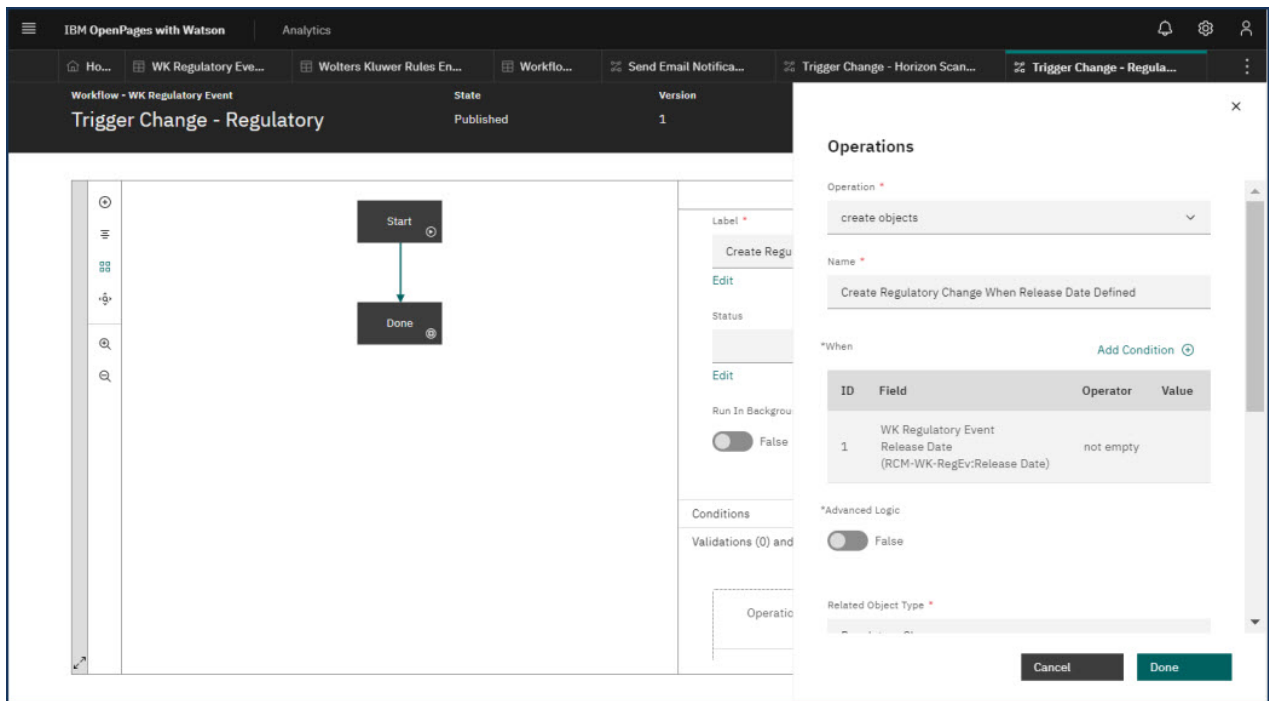 IBM OpenPages with Watson
Analytics
Ho...
WK Regulatory Eve...
Wolters Kluwer Rules En...
Workflo...
Send Email Notifica...
Trigger Change - Horizon Scan...
Trigger Change - Regula...
Workflow - WK Regulatory Event
State
Version
Trigger Change - Regulatory
Published
1
Start
Done
Label *
Create Regu
Edit
Status
Edit
Run In Backgrou
False
Conditions
Validations (0) and
Operatio
Operations
Operation *
create objects
Name *
Create Regulatory Change When Release Date Defined
*When
Add Condition
ID Field Operator Value
WK Regulatory Event
1 Release Date not empty
(RCM-WK-RegEv:Release Date)
*Advanced Logic
False
Related Object Type *
Cancel
Done